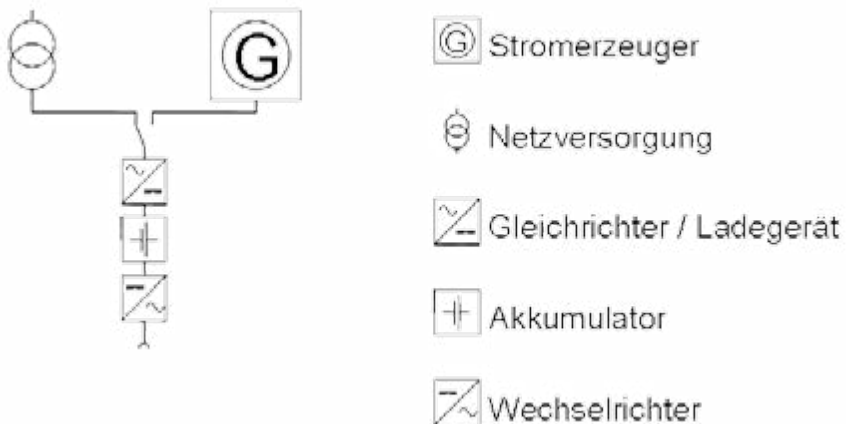 G
G Stromerzeuger
Netzversorgung
Gleichrichter / Ladegerät
Akkumulator
Wechselrichter